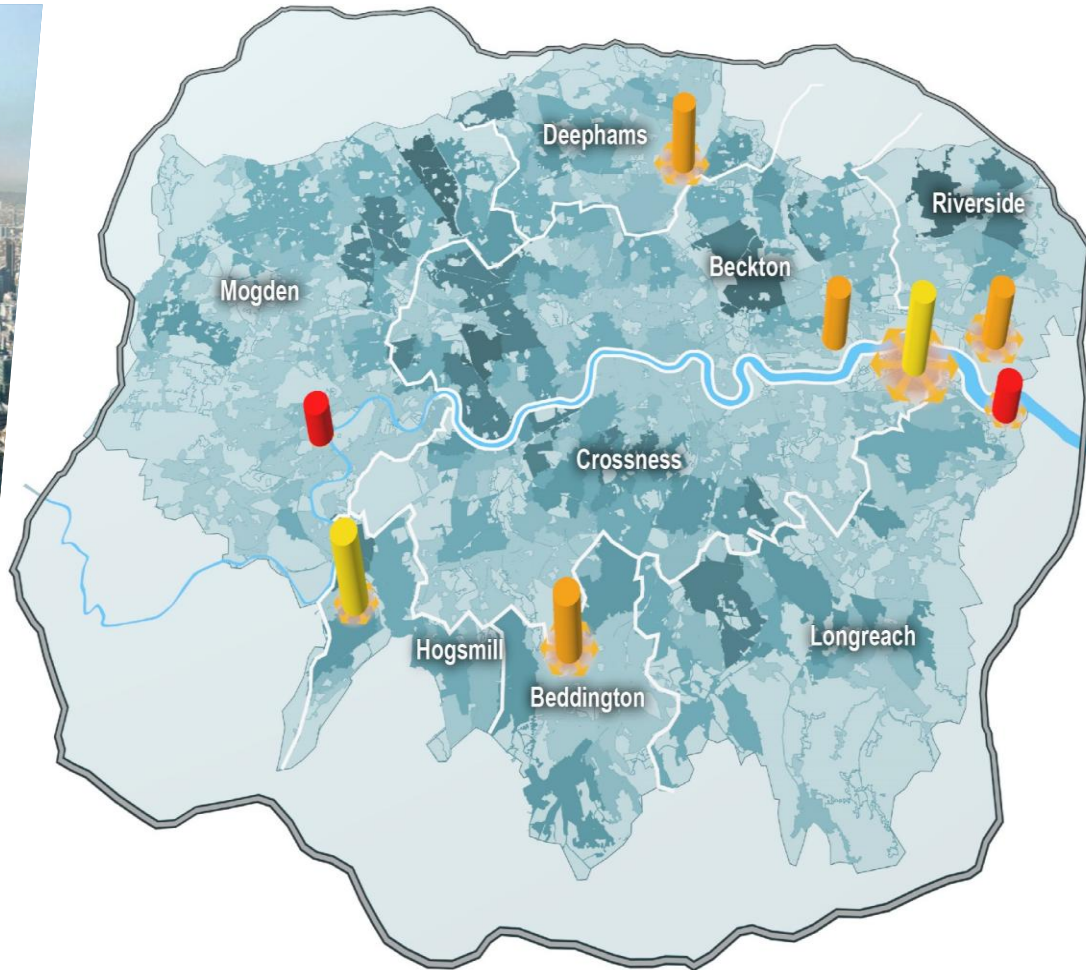 Deephams
Riverside
Beckton
Mogden
Crossness
Longreach
Hogsmill
Beddington